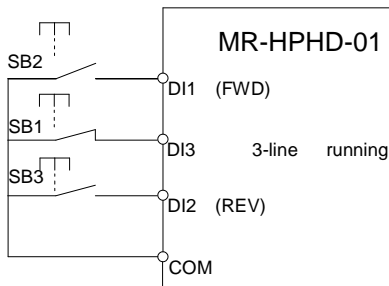 MR-HPHD-01
SB2
DI1 (FWD)
SB1
DI3 3-line running
SB3
DI2 (REV)
COM